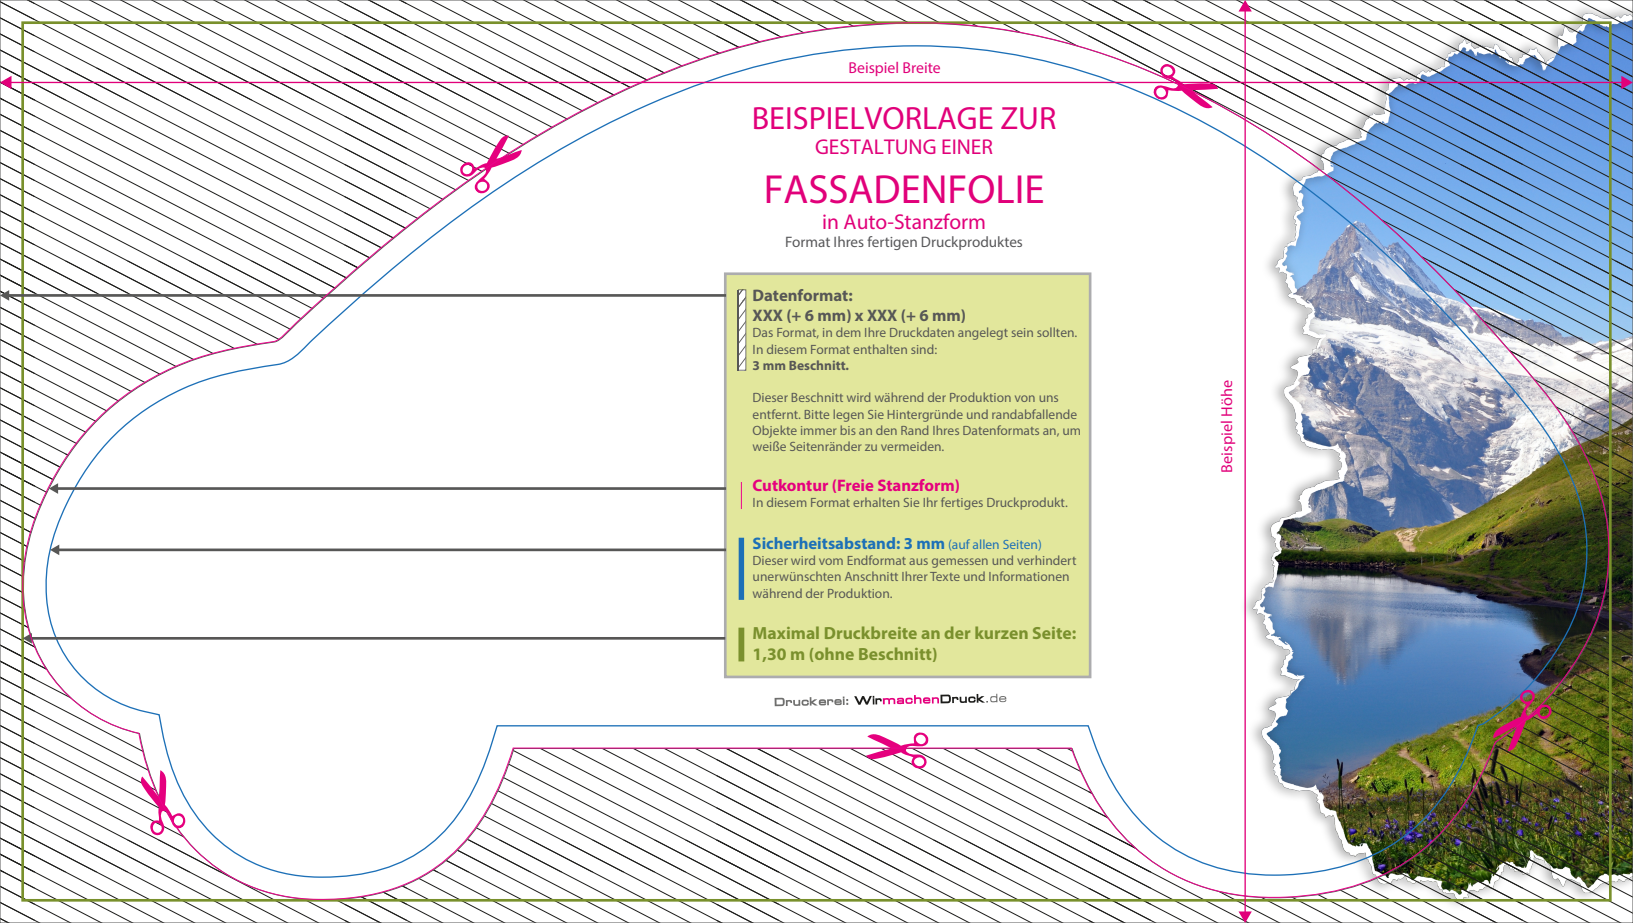 Beispiel Breite
BEISPIELVORLAGE ZUR
GESTALTUNG EINER
FASSADENFOLIE
in Auto-Stanzform
Format Ihres fertigen Druckproduktes
Datenformat:
XXX (+ 6 mm) x XXX (+ 6 mm)
Das Format, in dem Ihre Druckdaten angelegt sein sollten.
In diesem Format enthalten sind:
3 mm Beschnitt.
Dieser Beschnitt wird während der Produktion von uns
entfernt. Bitte legen Sie Hintergründe und randabfallende
Objekte immer bis an den Rand Ihres Datenformats an, um
weiße Seitenränder zu vermeiden.
Cutkontur (Freie Stanzform)
In diesem Format erhalten Sie Ihr fertiges Druckprodukt.
Sicherheitsabstand: 3 mm (auf allen Seiten)
Dieser wird vom Endformat aus gemessen und verhindert
unerwünschten Anschnitt Ihrer Texte und Informationen
während der Produktion.
Maximal Druckbreite an der kurzen Seite:
1,30 m (ohne Beschnitt)
Druckerei: WirmachenDruck.de
Beispiel Höhe